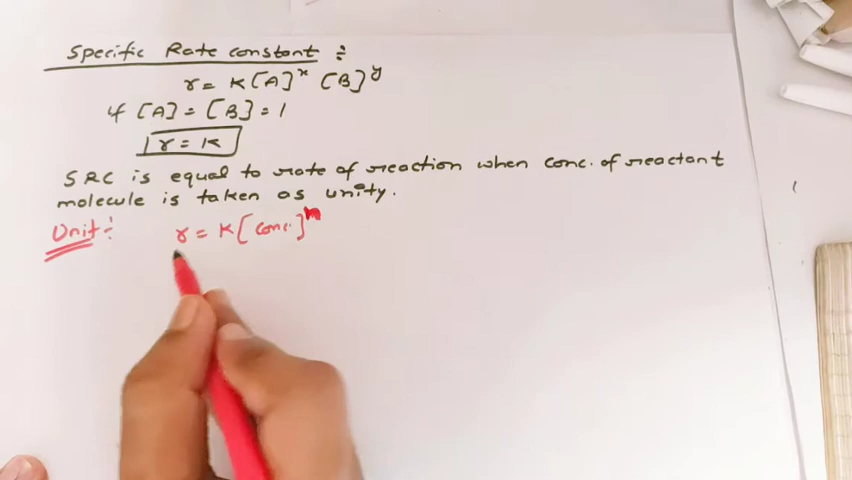 Specific Rate constant ÷
r = K[A]ˣ [B]ʸ
if [A] = [B] = 1
r = K
SRC is equal to rate of reaction when conc. of reactant
molecule is taken as unity.
Unit ÷ r = K[conc.]ⁿ